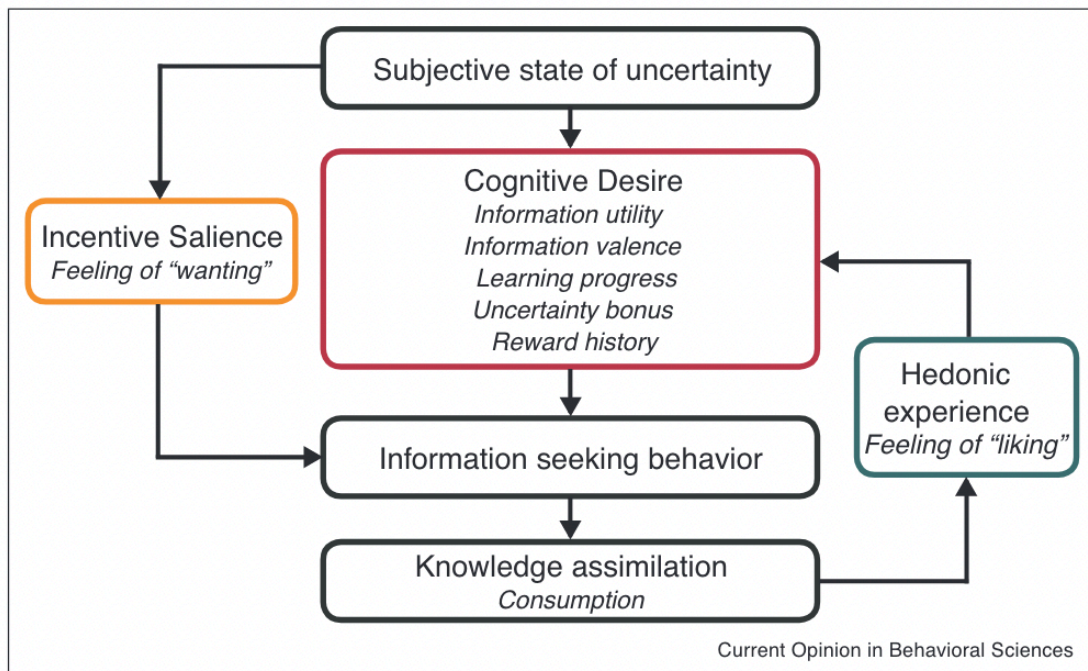 Subjective state of uncertainty
Cognitive Desire
Information utility
Information valence
Learning progress
Uncertainty bonus
Reward history
Incentive Salience
Feeling of “wanting”
Hedonic
experience
Feeling of “liking”
Information seeking behavior
Knowledge assimilation
Consumption
Current Opinion in Behavioral Sciences